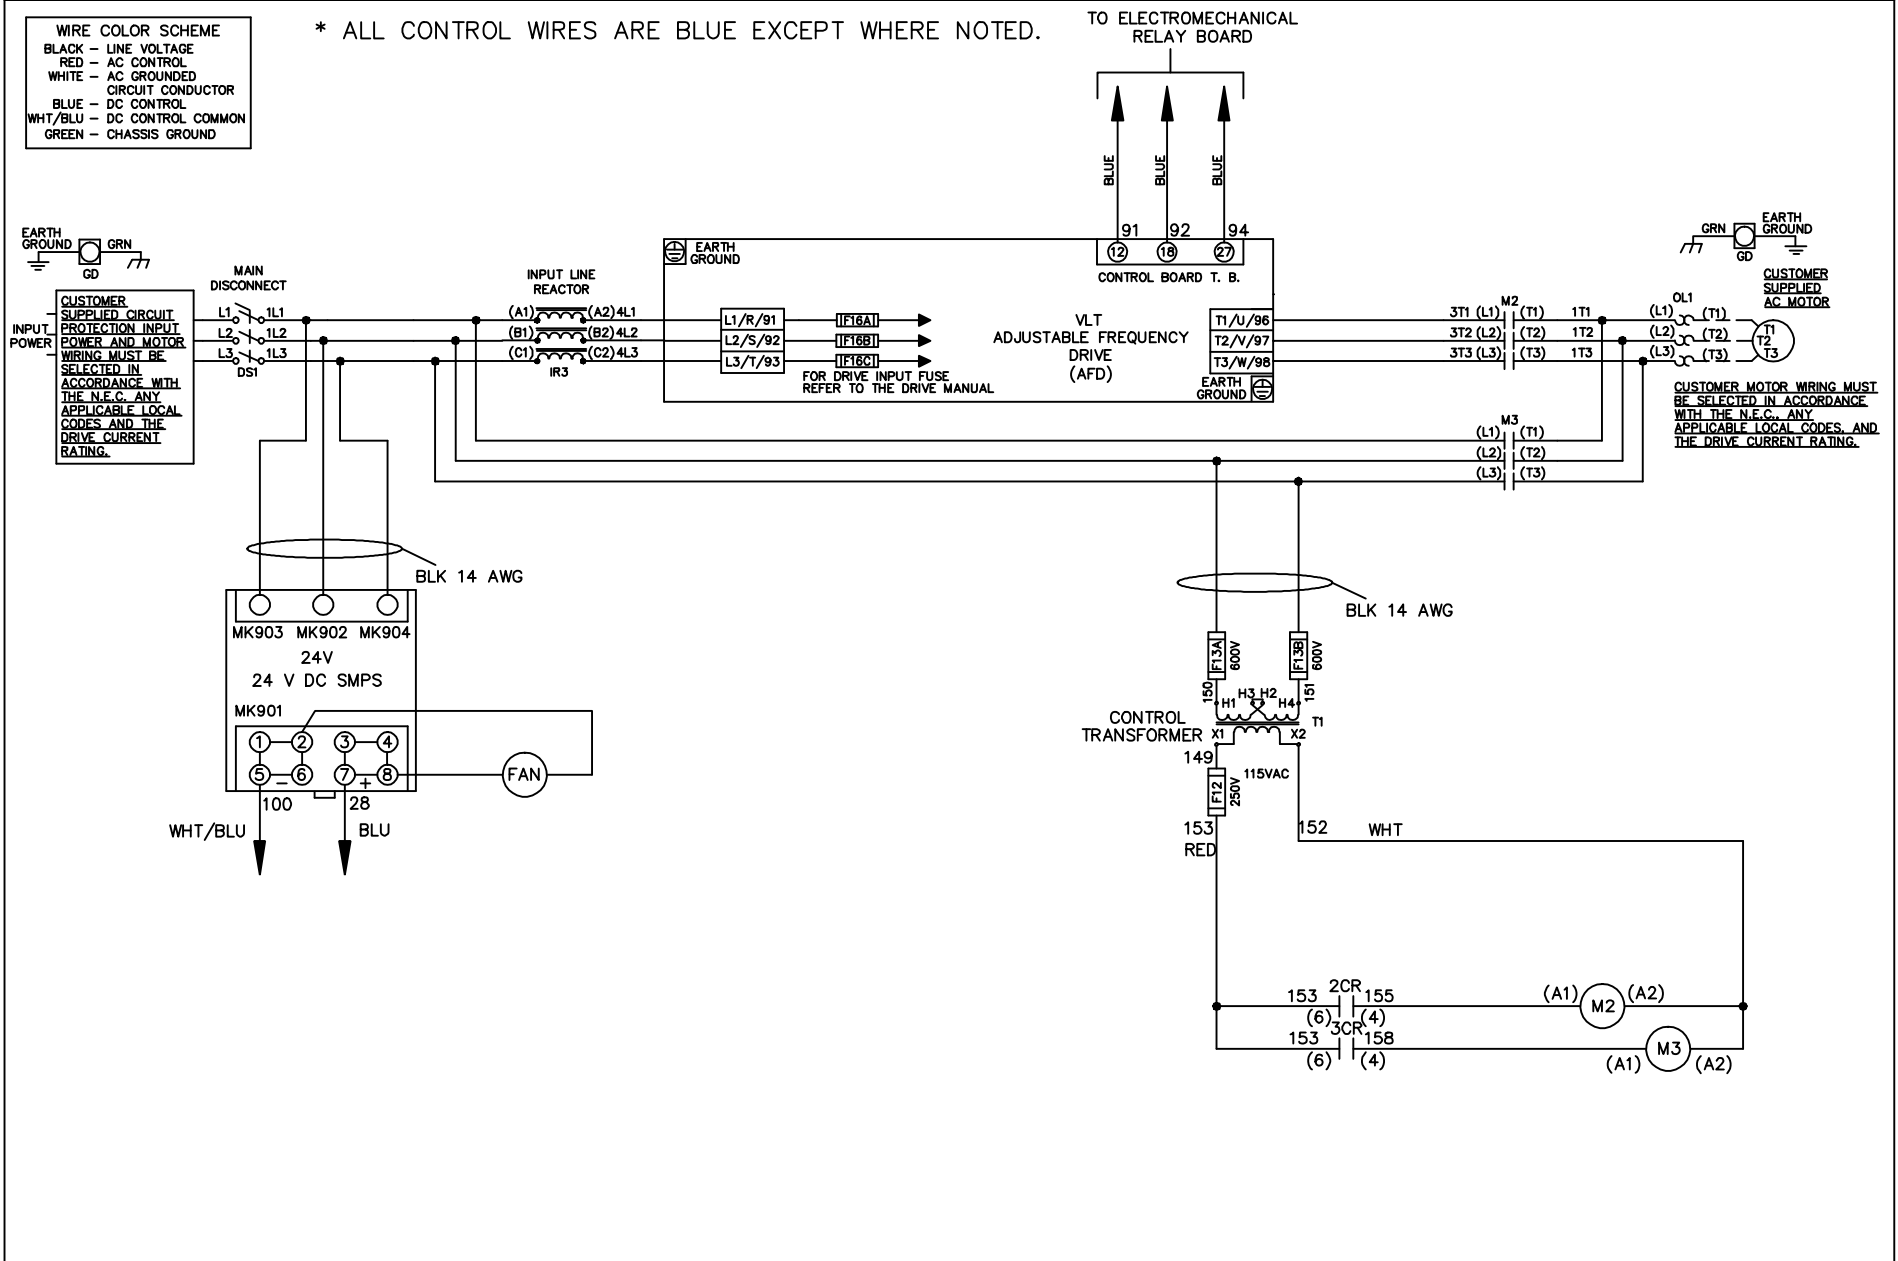 WIRE COLOR SCHEME
BLACK – LINE VOLTAGE
RED – AC CONTROL
WHITE – AC GROUNDED
CIRCUIT CONDUCTOR
BLUE – DC CONTROL
WHT/BLU – DC CONTROL COMMON
GREEN – CHASSIS GROUND
* ALL CONTROL WIRES ARE BLUE EXCEPT WHERE NOTED.
TO ELECTROMECHANICAL
RELAY BOARD
BLUE BLUE BLUE
91 92 94
12 18 27
CONTROL BOARD T. B.
EARTH
GROUND GRN
GD
INPUT
POWER
CUSTOMER
SUPPLIED CIRCUIT
PROTECTION INPUT
POWER AND MOTOR
WIRING MUST BE
SELECTED IN
ACCORDANCE WITH
THE N.E.C. ANY
APPLICABLE LOCAL
CODES AND THE
DRIVE CURRENT
RATING.
MAIN
DISCONNECT
L1 1L1
L2 1L2
L3 1L3
DS1
INPUT LINE
REACTOR
(A1) (A2) 4L1
(B1) (B2) 4L2
(C1) (C2) 4L3
IR3
EARTH
GROUND
L1/R/91
L2/S/92
L3/T/93
IF16A
IF16B
IF16C
FOR DRIVE INPUT FUSE
REFER TO THE DRIVE MANUAL
VLT
ADJUSTABLE FREQUENCY
DRIVE
(AFD)
T1/U/96
T2/V/97
T3/W/98
EARTH
GROUND
M2
3T1 (L1) (T1) 1T1
3T2 (L2) (T2) 1T2
3T3 (L3) (T3) 1T3
OL1
(L1) (T1)
(L2) (T2)
(L3) (T3)
T1
T2
T3
GRN
GD
EARTH
GROUND
CUSTOMER
SUPPLIED
AC MOTOR
CUSTOMER MOTOR WIRING MUST
BE SELECTED IN ACCORDANCE
WITH THE N.E.C., ANY
APPLICABLE LOCAL CODES, AND
THE DRIVE CURRENT RATING.
M3
(L1) (T1)
(L2) (T2)
(L3) (T3)
BLK 14 AWG
MK903 MK902 MK904
24V
24 V DC SMPS
MK901
1 2 3 4
5 – 6 7 + 8
FAN
100 28
WHT/BLU BLU
BLK 14 AWG
F13A 600V F13B 600V
150 151
H1 H3 H2 H4
CONTROL
TRANSFORMER
T1
X1 X2
149
115VAC
F12 250V
153
RED
152 WHT
2CR
153 155
(6) (4)
(A1) M2 (A2)
3CR
153 158
(6) (4)
(A1) M3 (A2)